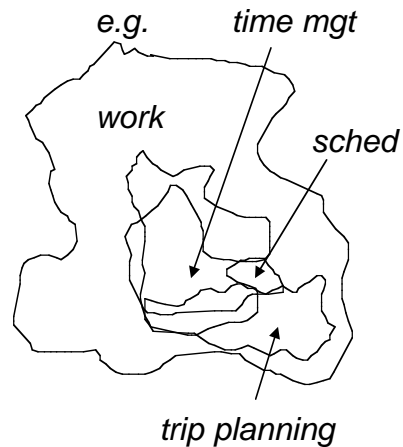 e.g.
time mgt
work
sched
trip planning